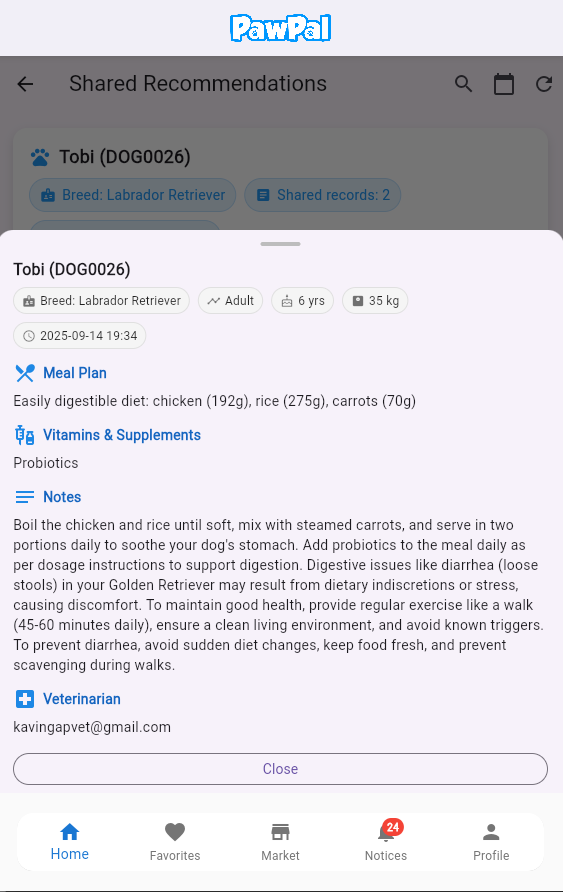 PawPal
Shared Recommendations
Tobi (DOG0026)
Breed: Labrador Retriever
Shared records: 2
Tobi (DOG0026)
Breed: Labrador Retriever
Adult
6 yrs
35 kg
2025-09-14 19:34
Meal Plan
Easily digestible diet: chicken (192g), rice (275g), carrots (70g)
Vitamins & Supplements
Probiotics
Notes
Boil the chicken and rice until soft, mix with steamed carrots, and serve in two
portions daily to soothe your dog's stomach. Add probiotics to the meal daily as
per dosage instructions to support digestion. Digestive issues like diarrhea (loose
stools) in your Golden Retriever may result from dietary indiscretions or stress,
causing discomfort. To maintain good health, provide regular exercise like a walk
(45-60 minutes daily), ensure a clean living environment, and avoid known triggers.
To prevent diarrhea, avoid sudden diet changes, keep food fresh, and prevent
scavenging during walks.
Veterinarian
kavingapvet@gmail.com
Close
24
Home
Favorites
Market
Notices
Profile